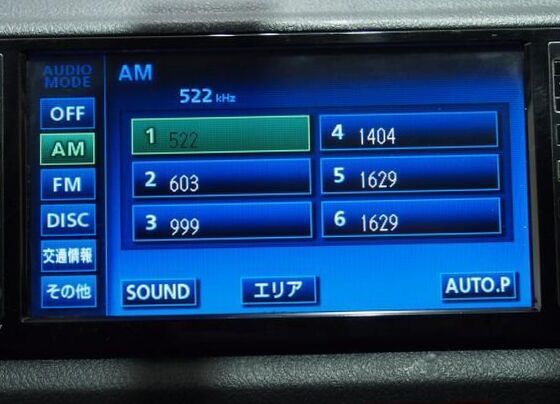 AUDIO
MODE
OFF
AM
FM
DISC
交通情報
その他
AM
522 kHz
1 522
2 603
3 999
4 1404
5 1629
6 1629
SOUND
エリア
AUTO.P